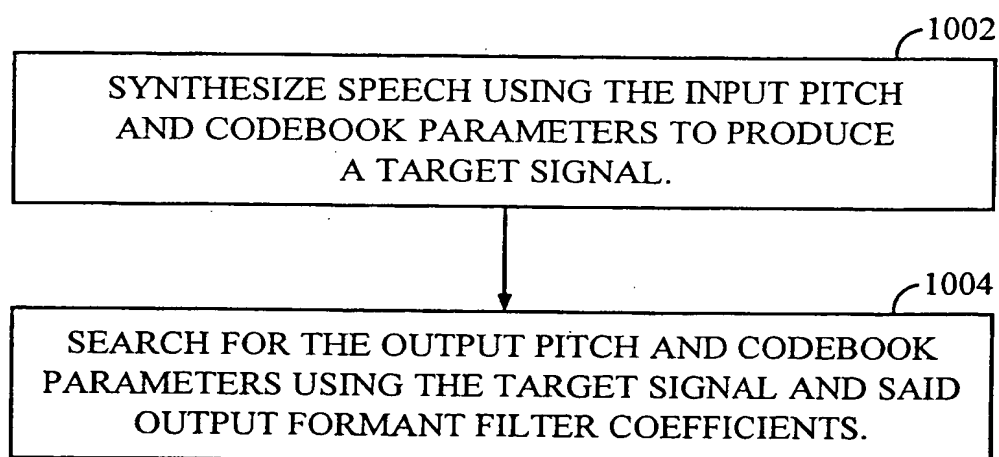 1002
SYNTHESIZE SPEECH USING THE INPUT PITCH
AND CODEBOOK PARAMETERS TO PRODUCE
A TARGET SIGNAL.
1004
SEARCH FOR THE OUTPUT PITCH AND CODEBOOK
PARAMETERS USING THE TARGET SIGNAL AND SAID
OUTPUT FORMANT FILTER COEFFICIENTS.